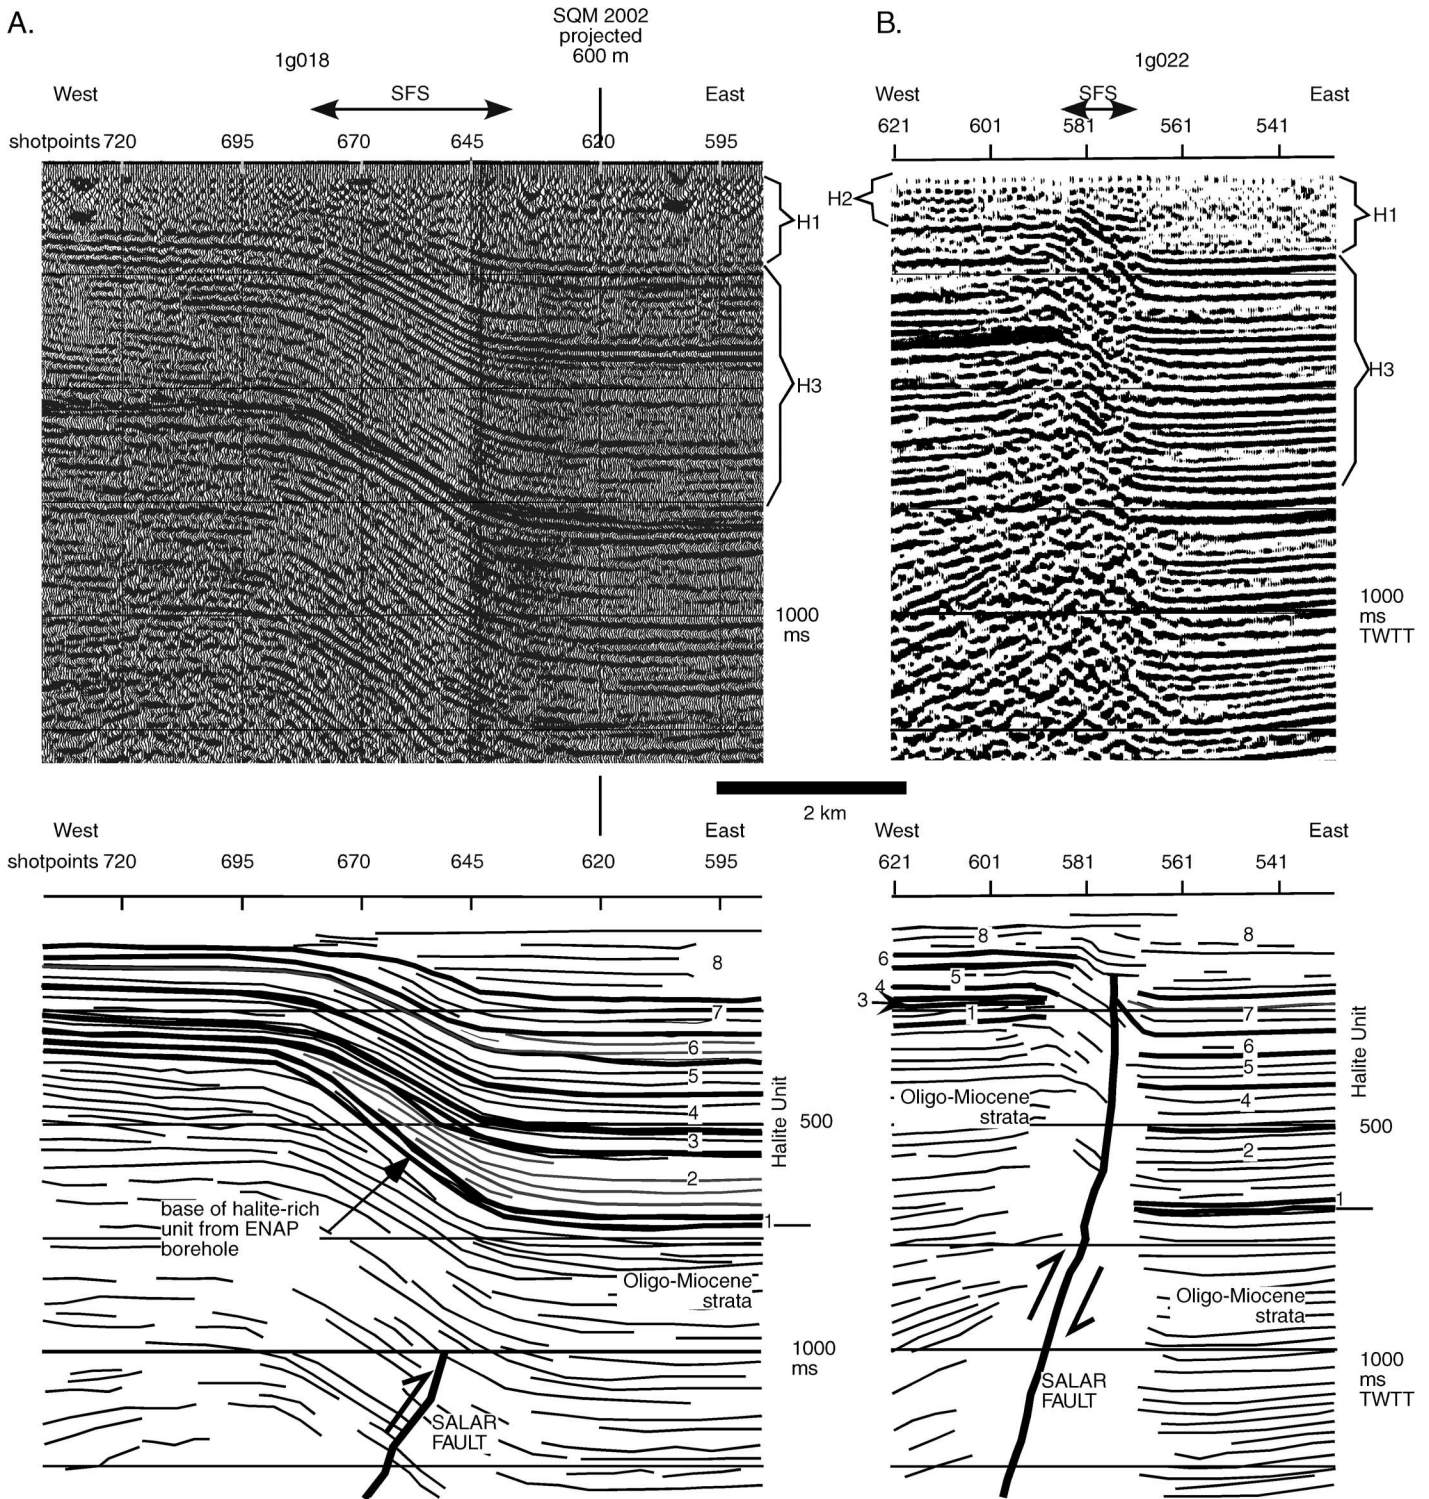 A.
SQM 2002
projected
600 m
1g018
West
SFS
East
shotpoints 720 695 670 645 620 595
H1
H3
1000
ms
B.
1g022
West
SFS
East
621 601 581 561 541
H2
H1
H3
1000
ms
TWTT
2 km
West
East
shotpoints 720 695 670 645 620 595
8
7
6
5
4
3
2
1
Halite Unit
500
base of halite-rich
unit from ENAP
borehole
Oligo-Miocene
strata
1000
ms
SALAR
FAULT
West
East
621 601 581 561 541
8
6
5
4
3
1
8
7
6
5
4
2
1
Halite Unit
500
Oligo-Miocene
strata
Oligo-Miocene
strata
SALAR
FAULT
1000
ms
TWTT